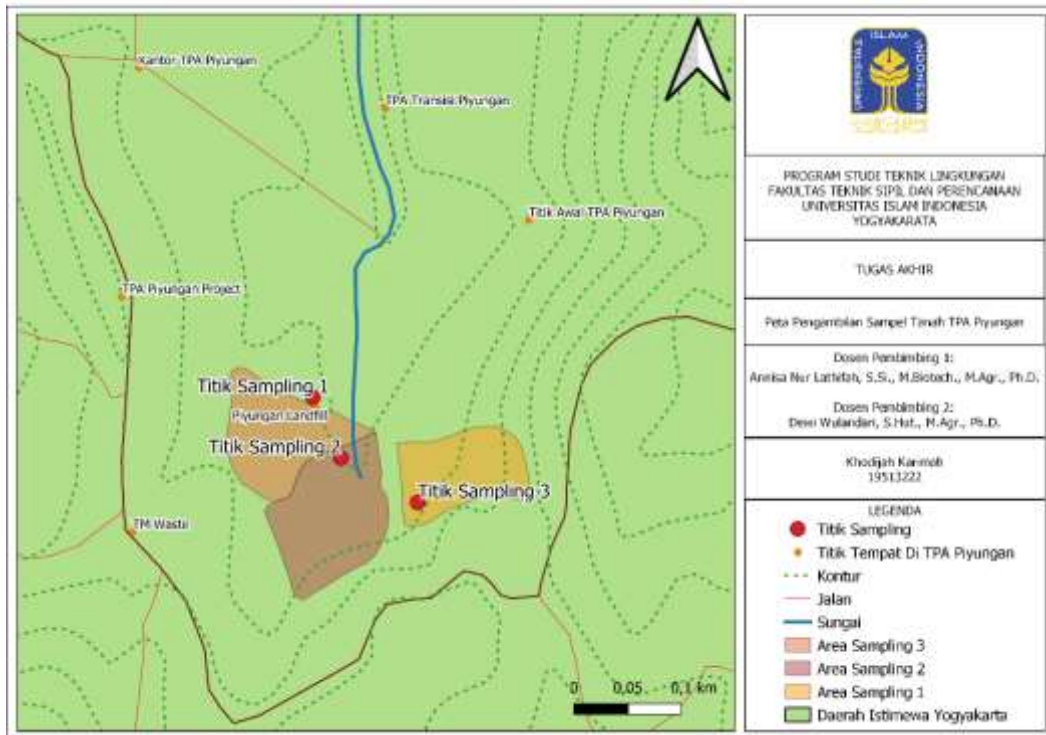 Kantor TPA Piyungan
TPA Transisi Piyungan
Titik Awal TPA Piyungan
TPA Piyungan Project
Titik Sampling 1
Piyungan Landfill
Titik Sampling 2
Titik Sampling 3
TM Waste
0 0,05 0,1 km
UNIVERSITAS ISLAM INDONESIA
PROGRAM STUDI TEKNIK LINGKUNGAN
FAKULTAS TEKNIK SIPIL DAN PERENCANAAN
UNIVERSITAS ISLAM INDONESIA
YOGYAKARATA
TUGAS AKHIR
Peta Pengambilan Sampel Tanah TPA Piyungan
Dosen Pembimbing 1:
Annisa Nur Lathifah, S.Si., M.Biotech., M.Agr., Ph.D.
Dosen Pembimbing 2:
Dewi Wulandari, S.Hut., M.Agr., Ph.D.
Khodijah Karimah
19513222
LEGENDA
Titik Sampling
Titik Tempat Di TPA Piyungan
Kontur
Jalan
Sungai
Area Sampling 3
Area Sampling 2
Area Sampling 1
Daerah Istimewa Yogyakarta